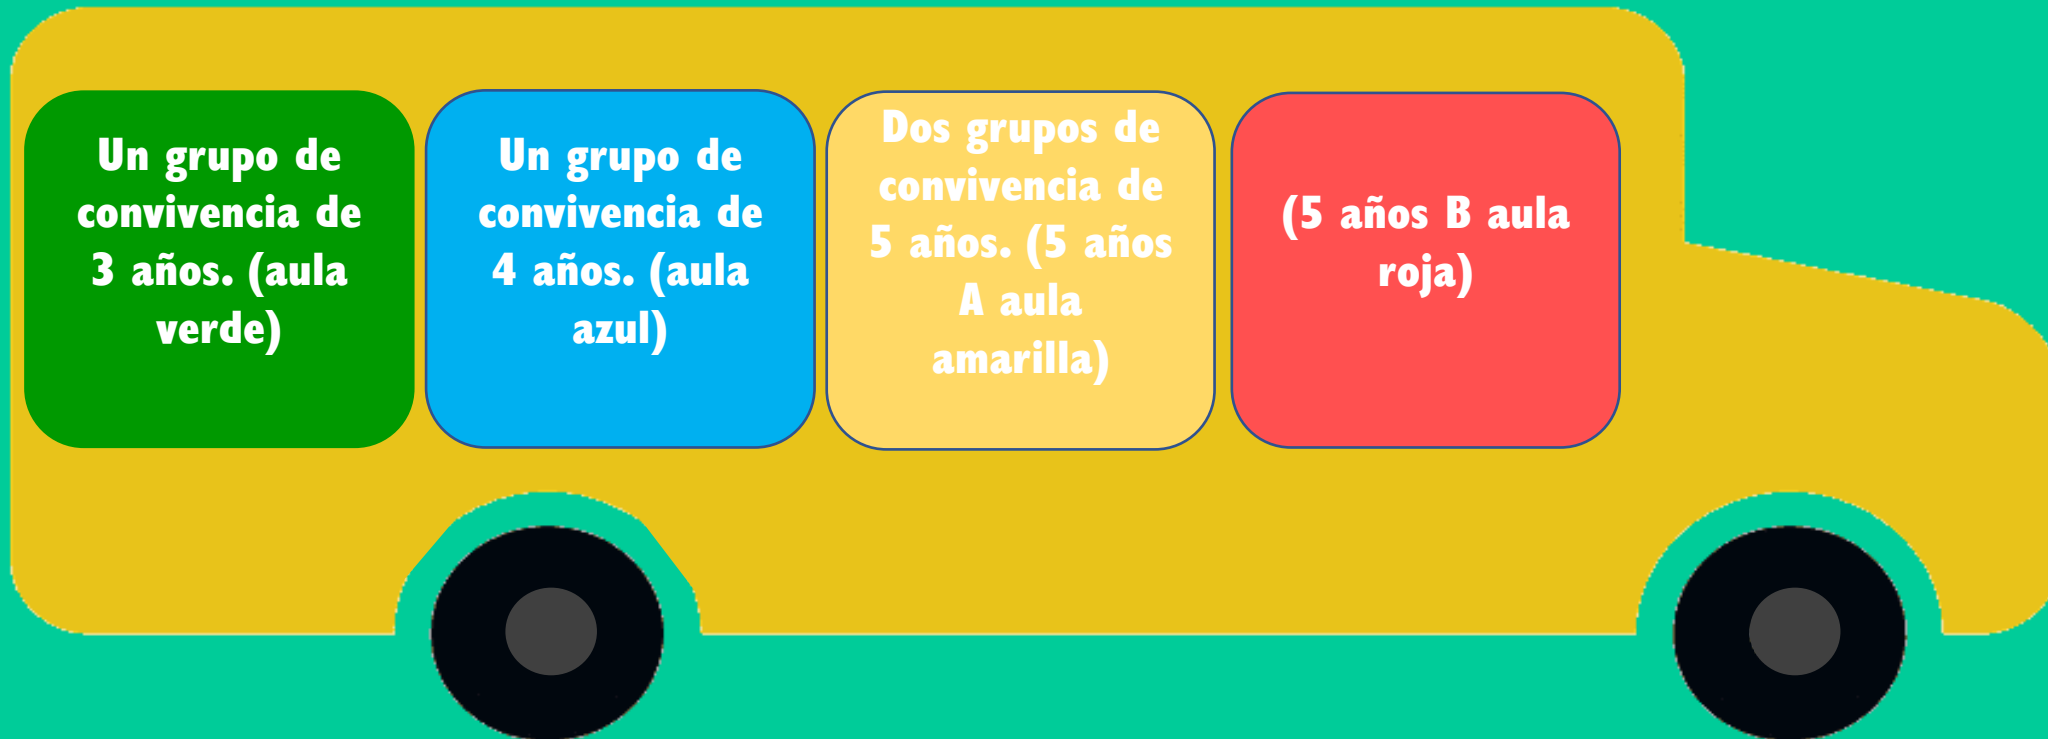 Un grupo de
convivencia de
3 años. (aula
verde)
Un grupo de
convivencia de
4 años. (aula
azul)
Dos grupos de
convivencia de
5 años. (5 años
A aula
amarilla)
(5 años B aula
roja)